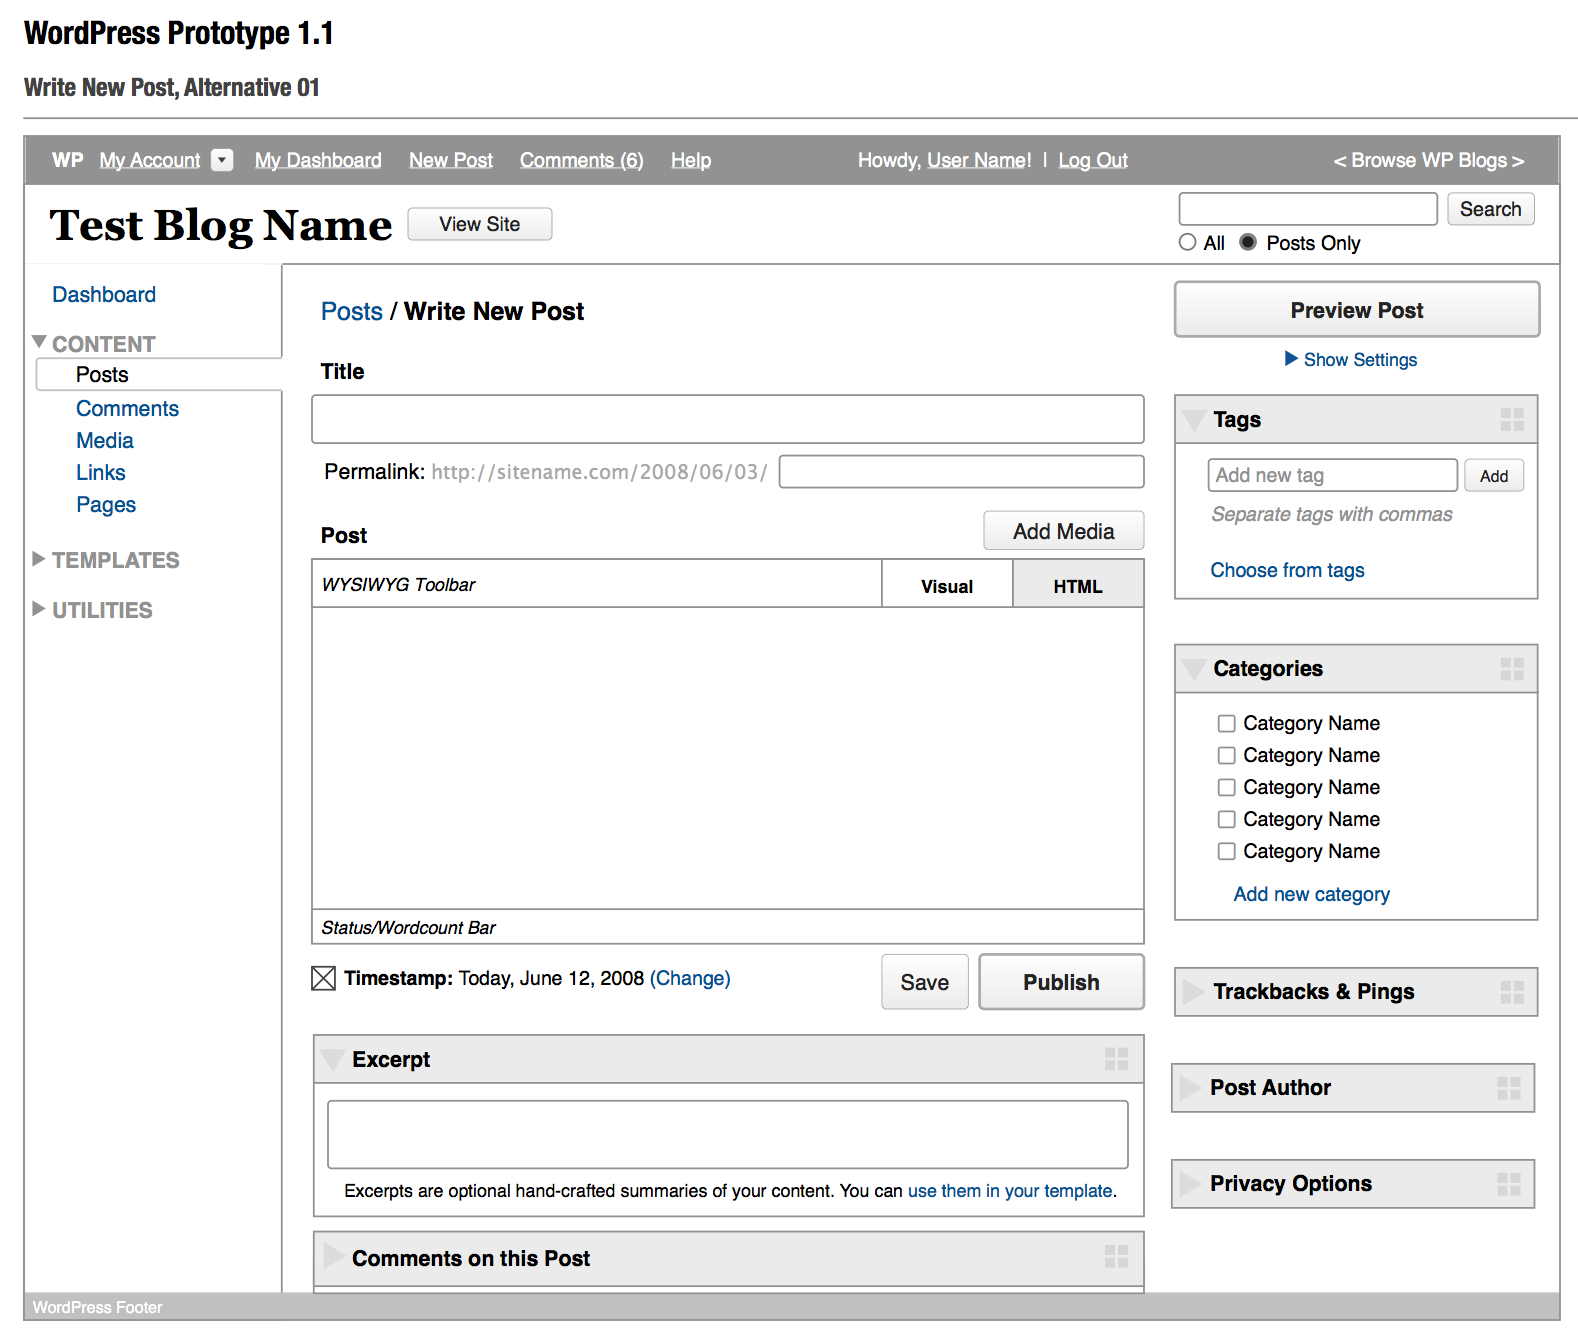 WordPress Prototype 1.1
Write New Post, Alternative 01
WP My Account My Dashboard New Post Comments (6) Help Howdy, User Name! | Log Out < Browse WP Blogs >
Test Blog Name View Site
Search
All Posts Only
Dashboard
CONTENT
Posts
Comments
Media
Links
Pages
TEMPLATES
UTILITIES
Posts / Write New Post
Title
Permalink: http://sitename.com/2008/06/03/
Post Add Media
WYSIWYG Toolbar Visual HTML
Status/Wordcount Bar
Timestamp: Today, June 12, 2008 (Change) Save Publish
Excerpt
Excerpts are optional hand-crafted summaries of your content. You can use them in your template.
Comments on this Post
Preview Post
Show Settings
Tags
Add new tag Add
Separate tags with commas
Choose from tags
Categories
Category Name
Category Name
Category Name
Category Name
Category Name
Add new category
Trackbacks & Pings
Post Author
Privacy Options
WordPress Footer